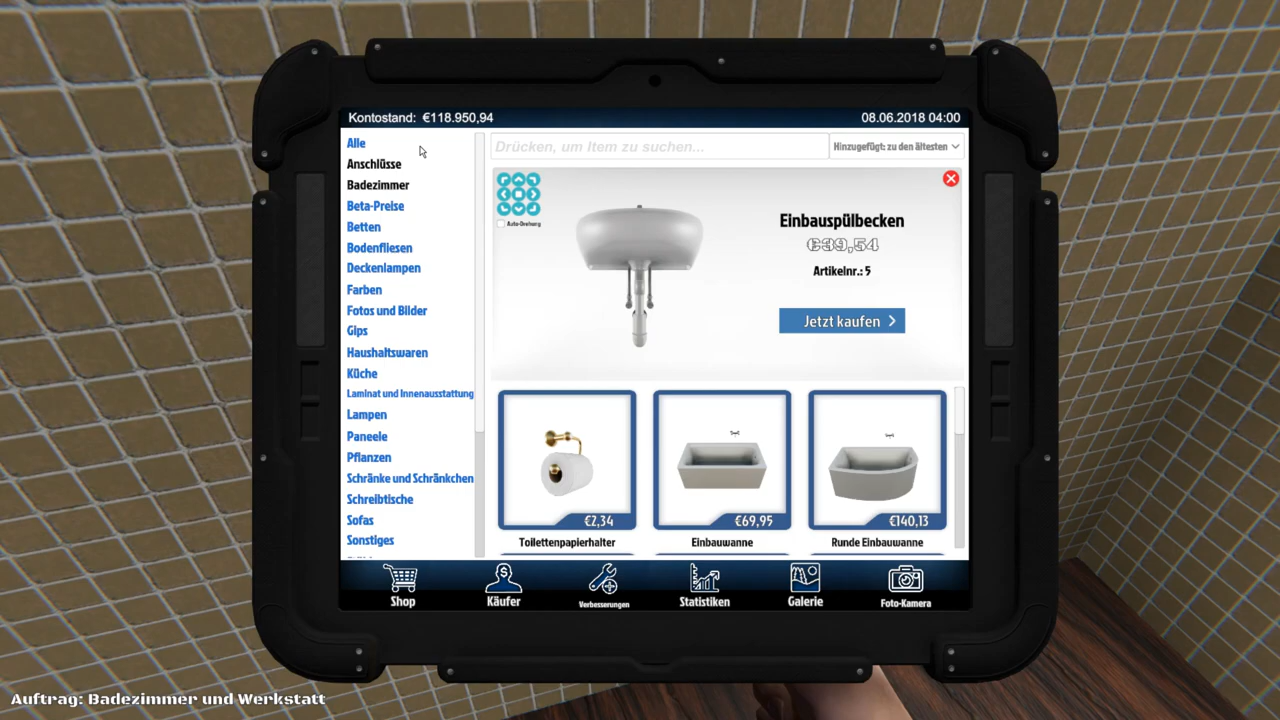 Kontostand: €118.950,94
08.06.2018 04:00
Alle
Anschlüsse
Badezimmer
Beta-Preise
Betten
Bodenfliesen
Deckenlampen
Farben
Fotos und Bilder
Gips
Haushaltswaren
Küche
Laminat und Innenausstattung
Lampen
Paneele
Pflanzen
Schränke und Schränkchen
Schreibtische
Sofas
Sonstiges
Drücken, um Item zu suchen...
Hinzugefügt: zu den ältesten
Auto-Drehung
Einbauspülbecken
€39,54
Artikelnr.: 5
Jetzt kaufen
€2,34
€69,95
€140,13
Toilettenpapierhalter
Einbauwanne
Runde Einbauwanne
Shop
Käufer
Verbesserungen
Statistiken
Galerie
Foto-Kamera
Auftrag: Badezimmer und Werkstatt